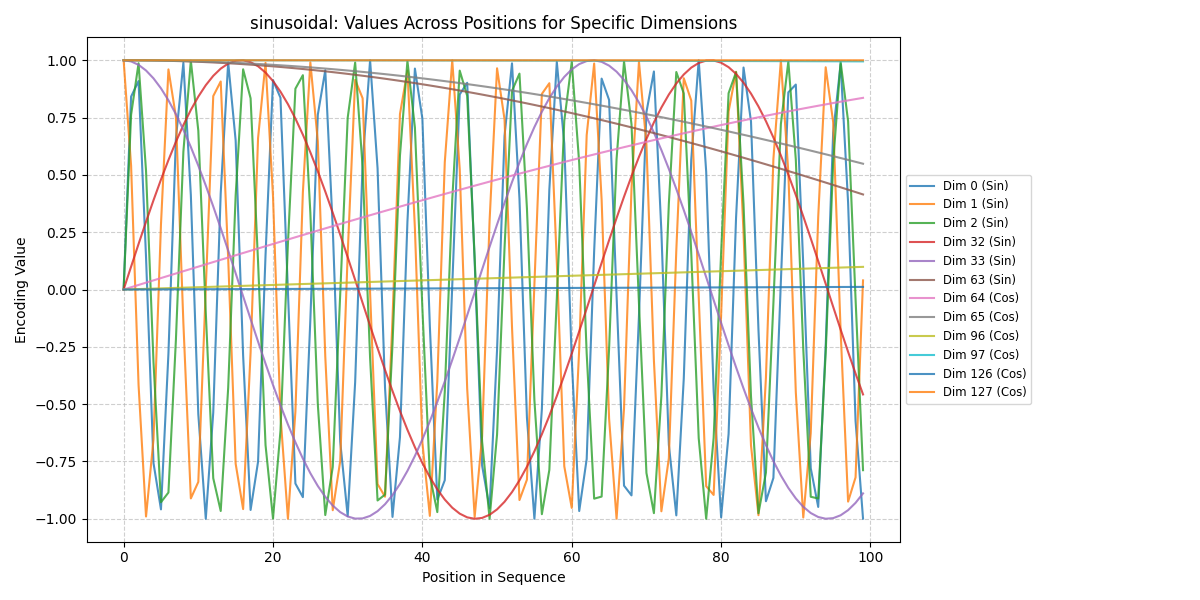 sinusoidal: Values Across Positions for Specific Dimensions
1.00
0.75
0.50
0.25
0.00
−0.25
−0.50
−0.75
−1.00
Encoding Value
0 20 40 60 80 100
Position in Sequence
Dim 0 (Sin)
Dim 1 (Sin)
Dim 2 (Sin)
Dim 32 (Sin)
Dim 33 (Sin)
Dim 63 (Sin)
Dim 64 (Cos)
Dim 65 (Cos)
Dim 96 (Cos)
Dim 97 (Cos)
Dim 126 (Cos)
Dim 127 (Cos)